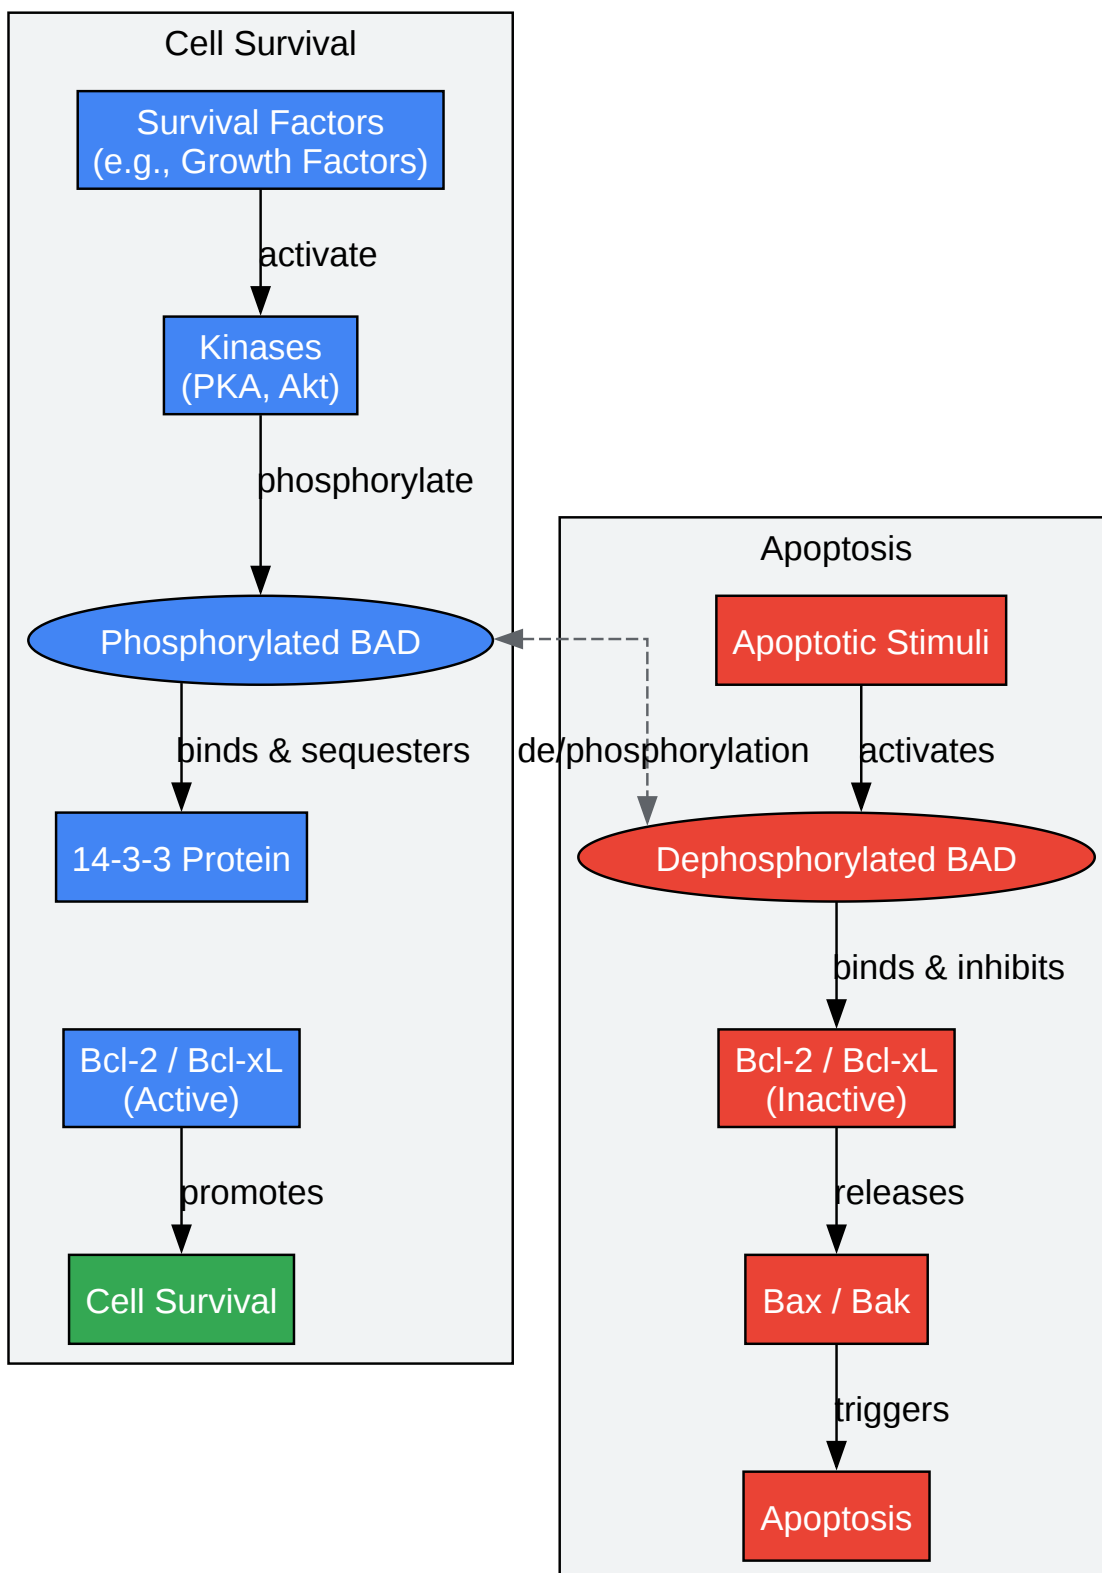 Cell Survival
Survival Factors
(e.g., Growth Factors)
activate
Kinases
(PKA, Akt)
phosphorylate
Phosphorylated BAD
binds & sequesters
14-3-3 Protein
Bcl-2 / Bcl-xL
(Active)
promotes
Cell Survival
de/phosphorylation
Apoptosis
Apoptotic Stimuli
activates
Dephosphorylated BAD
binds & inhibits
Bcl-2 / Bcl-xL
(Inactive)
releases
Bax / Bak
triggers
Apoptosis